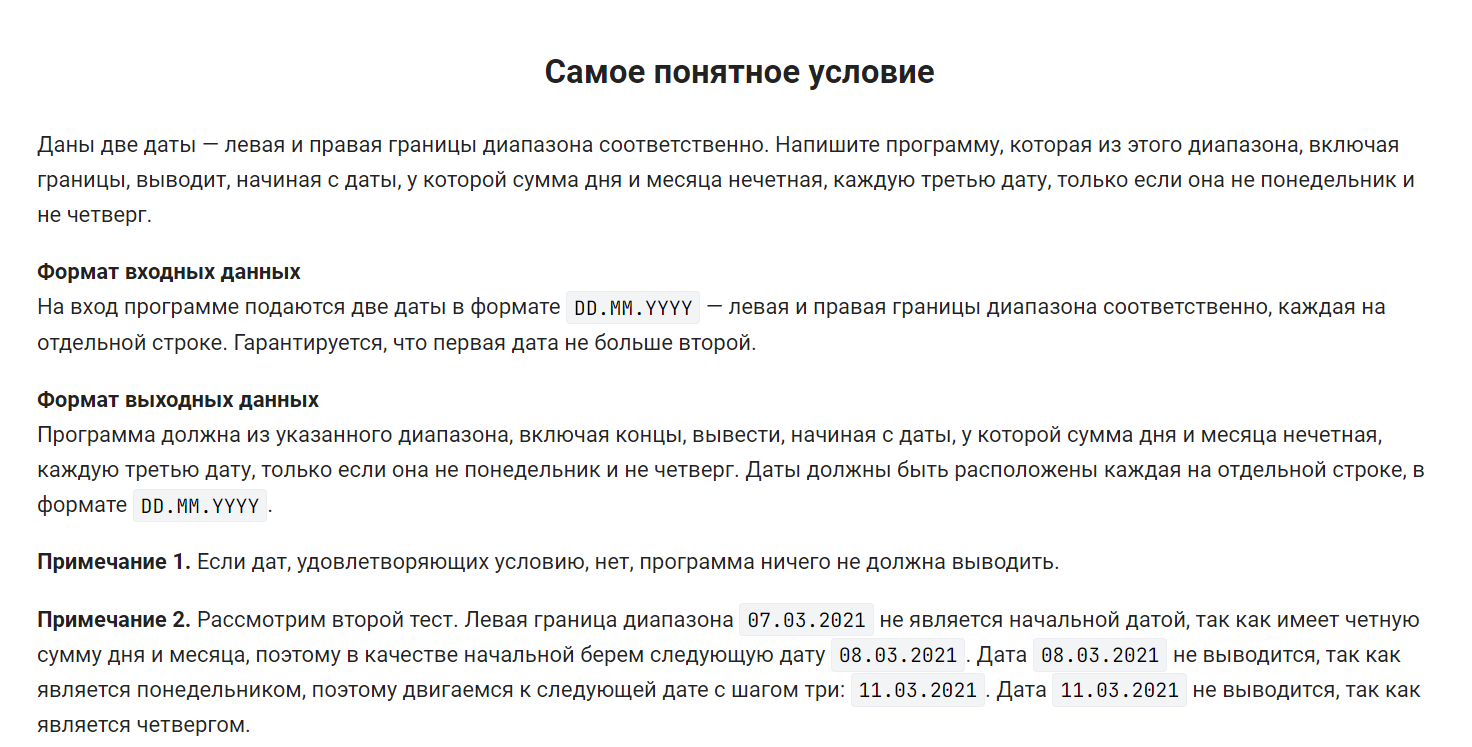 Самое понятное условие
Даны две даты — левая и правая границы диапазона соответственно. Напишите программу, которая из этого диапазона, включая
границы, выводит, начиная с даты, у которой сумма дня и месяца нечетная, каждую третью дату, только если она не понедельник и
не четверг.
Формат входных данных
На вход программе подаются две даты в формате DD.MM.YYYY — левая и правая границы диапазона соответственно, каждая на
отдельной строке. Гарантируется, что первая дата не больше второй.
Формат выходных данных
Программа должна из указанного диапазона, включая концы, вывести, начиная с даты, у которой сумма дня и месяца нечетная,
каждую третью дату, только если она не понедельник и не четверг. Даты должны быть расположены каждая на отдельной строке, в
формате DD.MM.YYYY.
Примечание 1. Если дат, удовлетворяющих условию, нет, программа ничего не должна выводить.
Примечание 2. Рассмотрим второй тест. Левая граница диапазона 07.03.2021 не является начальной датой, так как имеет четную
сумму дня и месяца, поэтому в качестве начальной берем следующую дату 08.03.2021. Дата 08.03.2021 не выводится, так как
является понедельником, поэтому двигаемся к следующей дате с шагом три: 11.03.2021. Дата 11.03.2021 не выводится, так как
является четвергом.